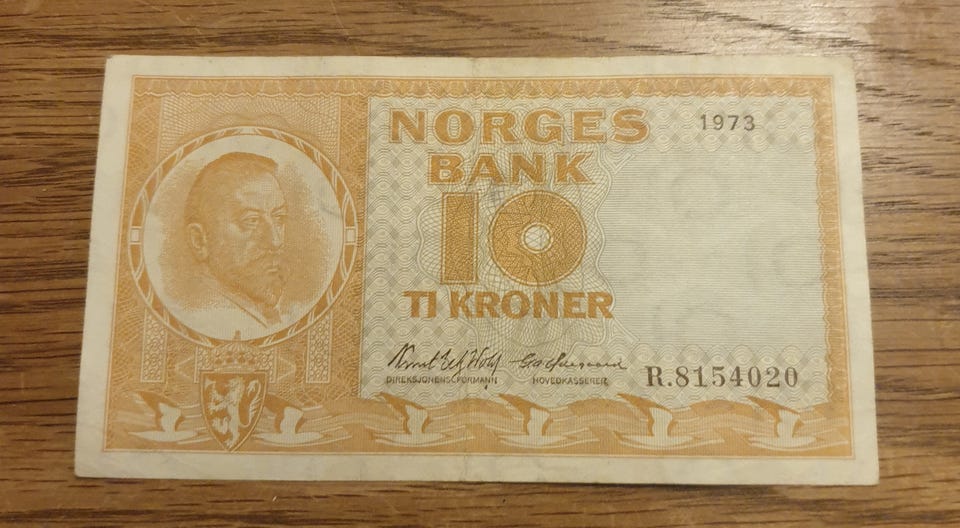 NORGES
1973
BANK
10
TI KRONER
DIREKSJONENS FORMANN
HOVEDKASSERER
R.8154020